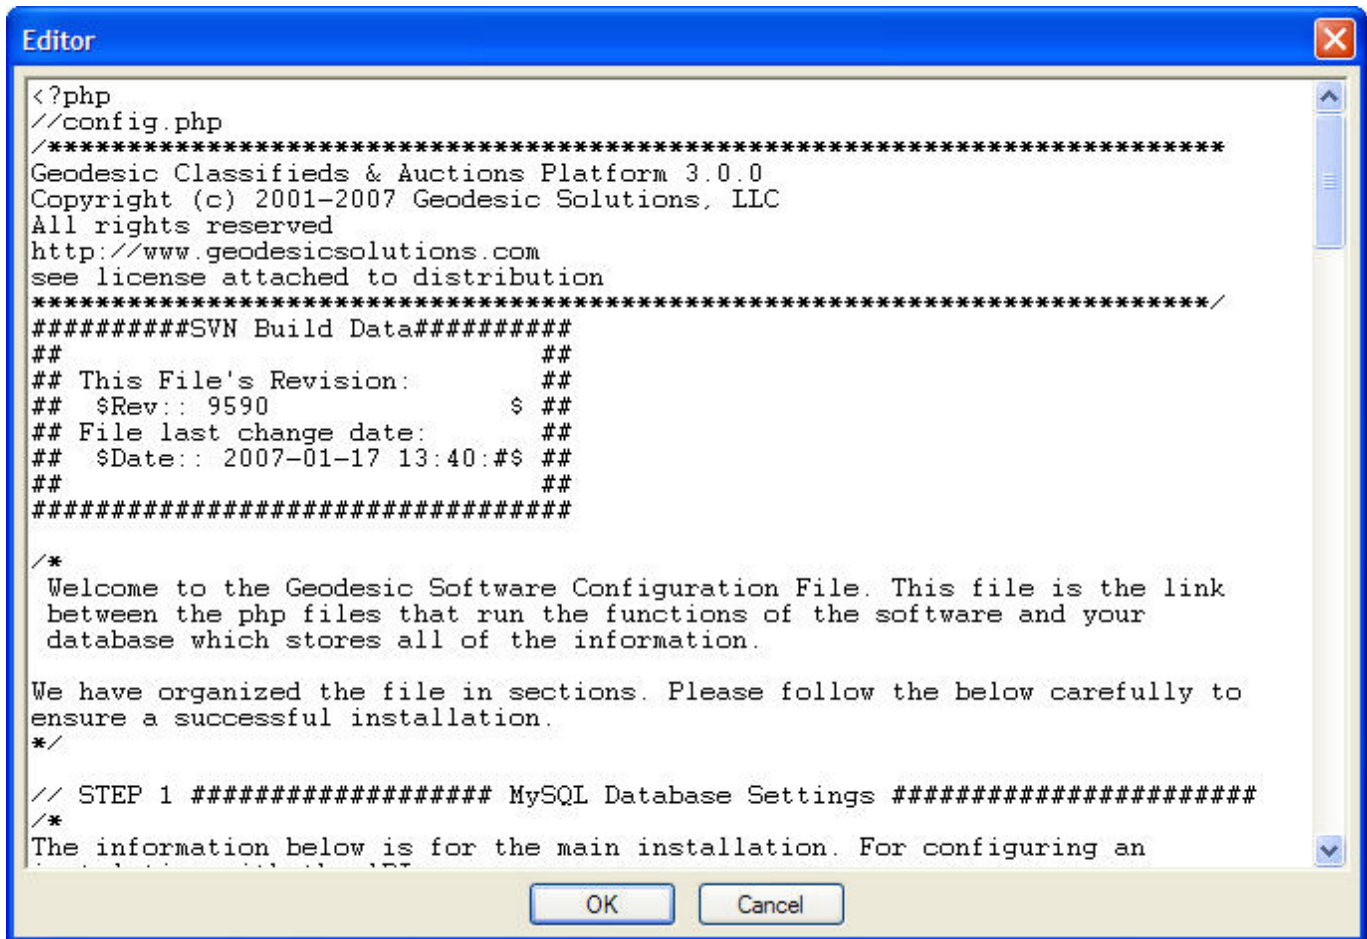 Editor
<?php
//config.php
/**************************************************************************
Geodesic Classifieds & Auctions Platform 3.0.0
Copyright (c) 2001-2007 Geodesic Solutions, LLC
All rights reserved
http://www.geodesicsolutions.com
see license attached to distribution
**************************************************************************/
##########SVN Build Data##########
##                              ##
## This File's Revision:        ##
##  $Rev:: 9590               $ ##
## File last change date:       ##
##  $Date:: 2007-01-17 13:40:#$ ##
##                              ##
##################################
/*
Welcome to the Geodesic Software Configuration File. This file is the link
between the php files that run the functions of the software and your
database which stores all of the information.
We have organized the file in sections. Please follow the below carefully to
ensure a successful installation.
*/
// STEP 1 ################### MySQL Database Settings #######################
/*
The information below is for the main installation. For configuring an
OK
Cancel